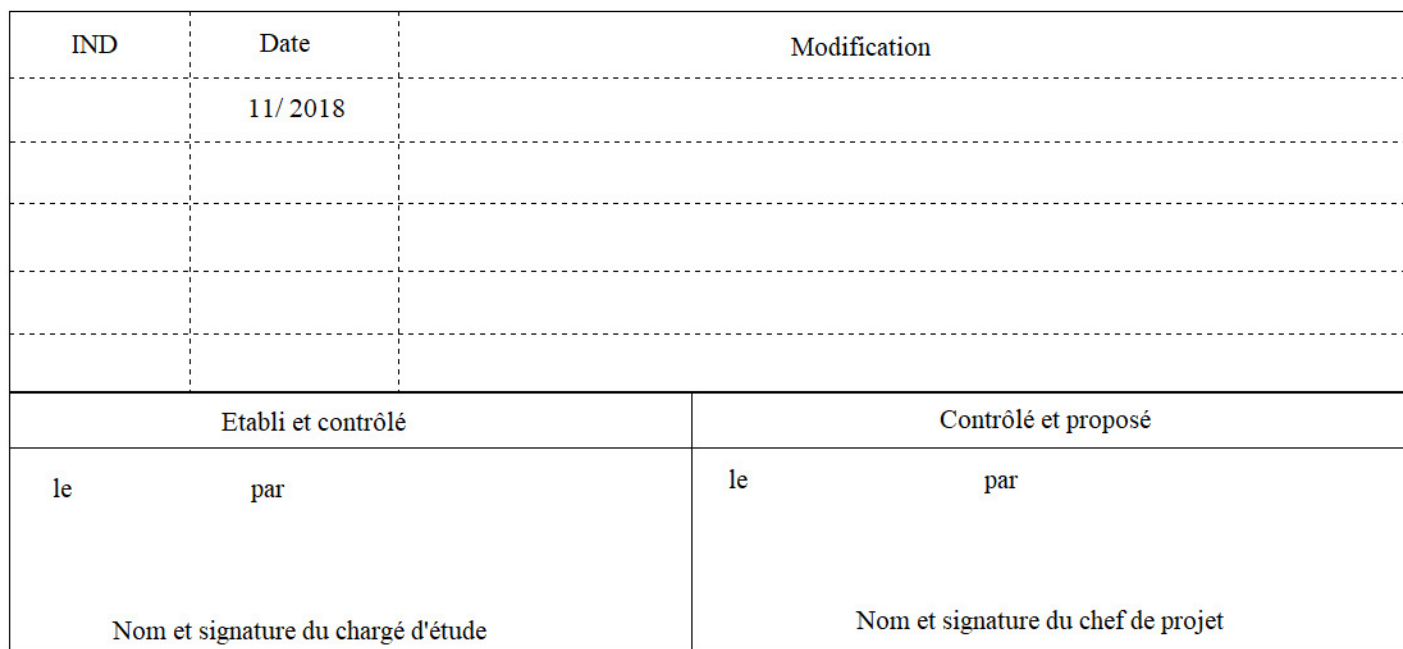 IND Date Modification
11/ 2018
Etabli et contrôlé Contrôlé et proposé
le par le par
Nom et signature du chargé d'étude Nom et signature du chef de projet